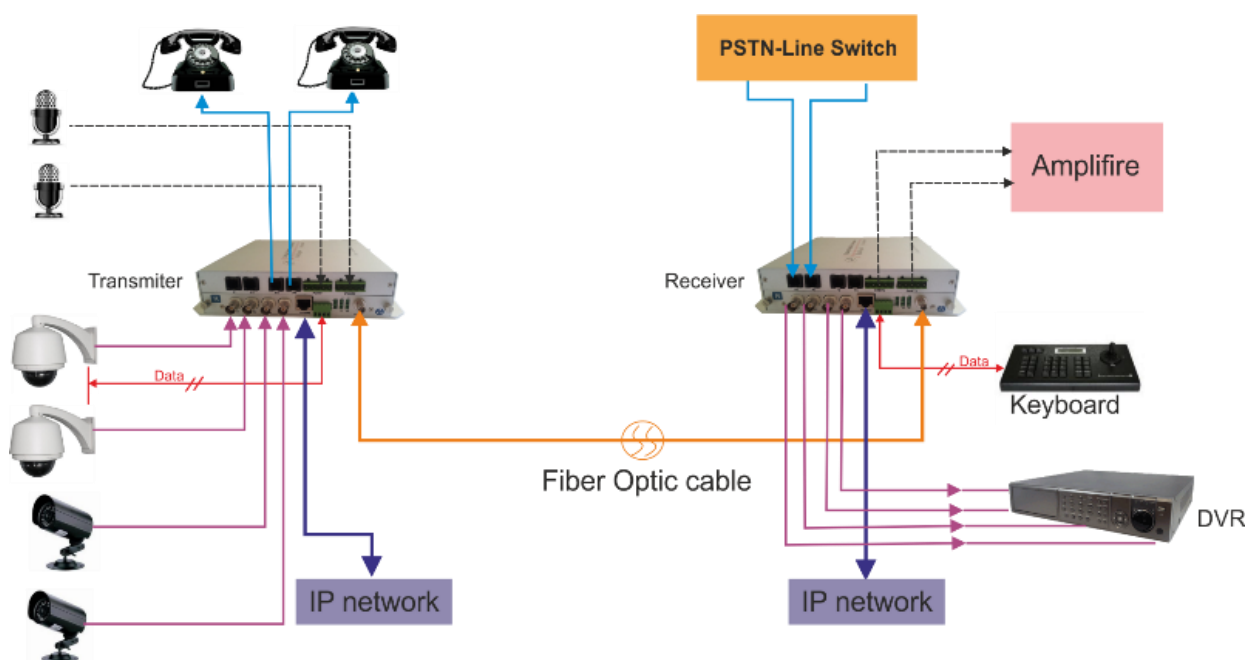 PSTN-Line Switch
Amplifire
Transmiter
Receiver
Data
Data
Keyboard
Fiber Optic cable
DVR
IP network
IP network